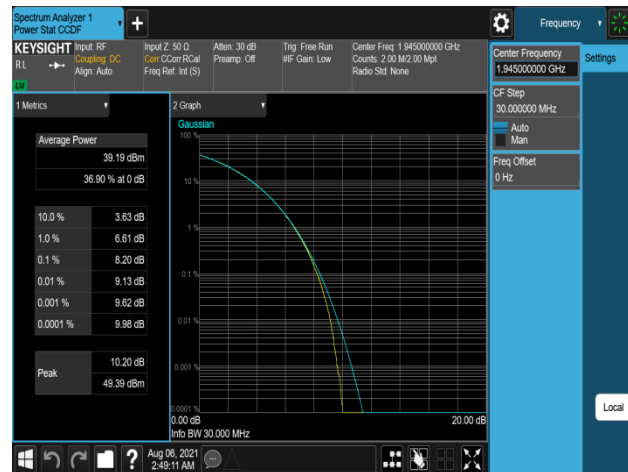 Spectrum Analyzer 1
Power Stat CCDF
Frequency
KEYSIGHT
Input: RF
Coupling: DC
Align: Auto
Input Z: 50 Ω
Corr CCorr RCal
Freq Ref: Int (S)
Atten: 30 dB
Preamp: Off
Trig: Free Run
#IF Gain: Low
Center Freq: 1.945000000 GHz
Counts: 2.00 M/2.00 Mpt
Radio Std: None
R L
Center Frequency
1.945000000 GHz
Settings
CF Step
30.000000 MHz
Auto
Man
Freq Offset
0 Hz
Local
1 Metrics
Average Power
39.19 dBm
36.90 % at 0 dB
10.0 % 3.63 dB
1.0 % 6.61 dB
0.1 % 8.20 dB
0.01 % 9.13 dB
0.001 % 9.62 dB
0.0001 % 9.98 dB
Peak
10.20 dB
49.39 dBm
2 Graph
Gaussian
100 %
10 %
1 %
0.1 %
0.01 %
0.001 %
0.0001 %
0.00 dB
20.00 dB
Info BW 30.000 MHz
?
Aug 06, 2021
2:49:11 AM